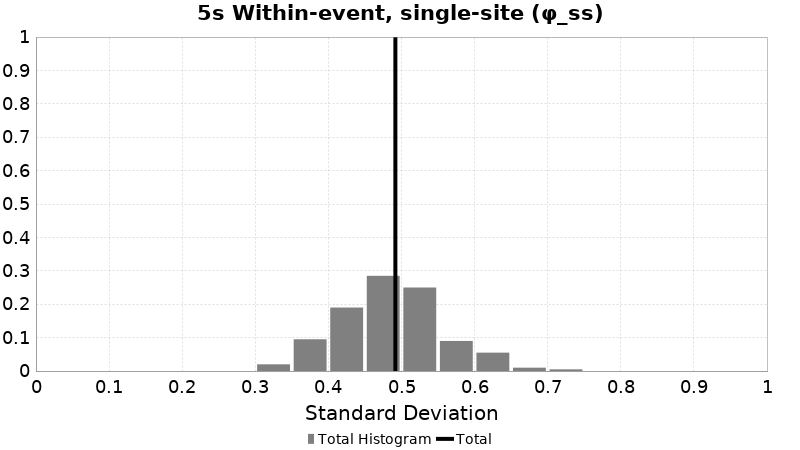 5s Within-event, single-site (φ_ss)
1
0.9
0.8
0.7
0.6
0.5
0.4
0.3
0.2
0.1
0
0 0.1 0.2 0.3 0.4 0.5 0.6 0.7 0.8 0.9 1
Standard Deviation
Total Histogram Total